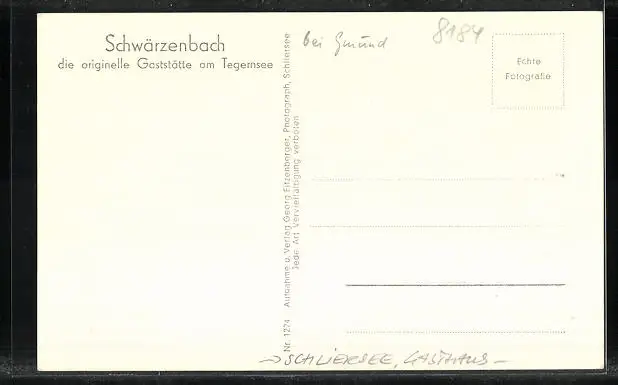 Schwärzenbach
die originelle Gaststätte am Tegernsee
bei Gmünd
8184
Echte
Fotografie
Nr. 1274 Aufnahme u. Verlag Georg Eitzenberger, Photograph, Schliersee
Jede Art Vervielfältigung verboten
→ SCHLIERSEE, GASTHAUS –